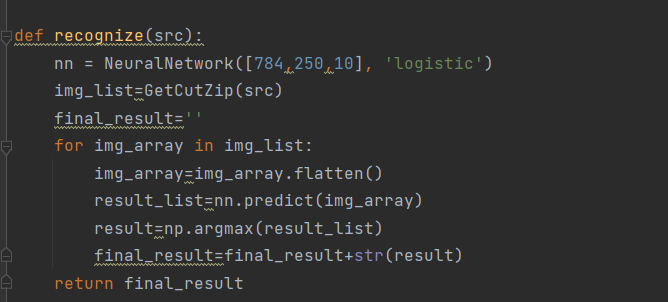 def recognize(src):
    nn = NeuralNetwork([784,250,10], 'logistic')
    img_list=GetCutZip(src)
    final_result=''
    for img_array in img_list:
        img_array=img_array.flatten()
        result_list=nn.predict(img_array)
        result=np.argmax(result_list)
        final_result=final_result+str(result)
    return final_result